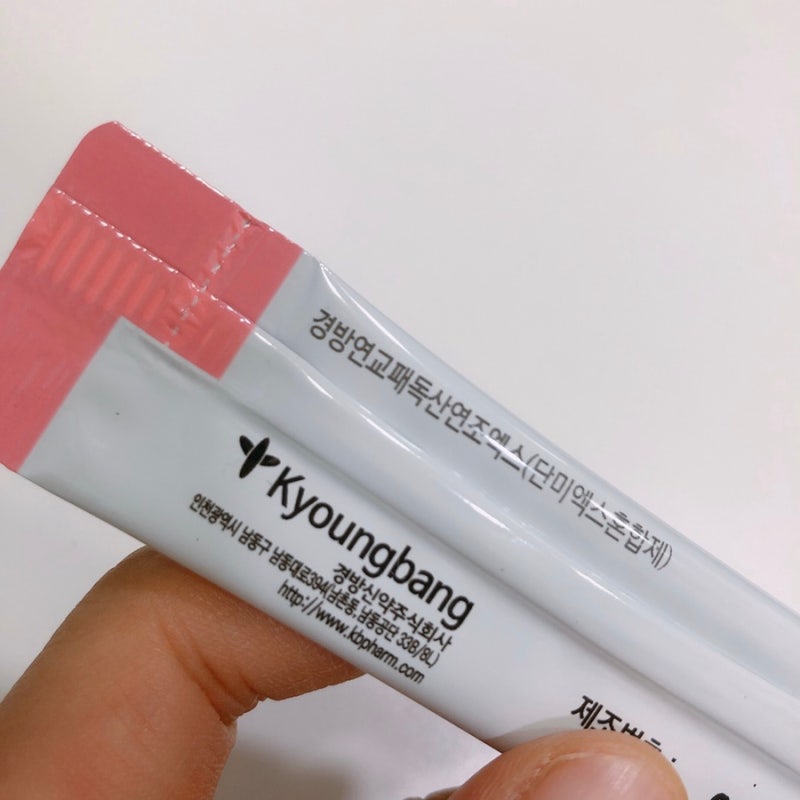 경방연교패독산연조엑스(단미엑스혼합제)
Kyoungbang
경방신약주식회사
인천광역시 남동구 남동대로394(남촌동,남동공단 33B/8L)
http://www.kbpharm.com